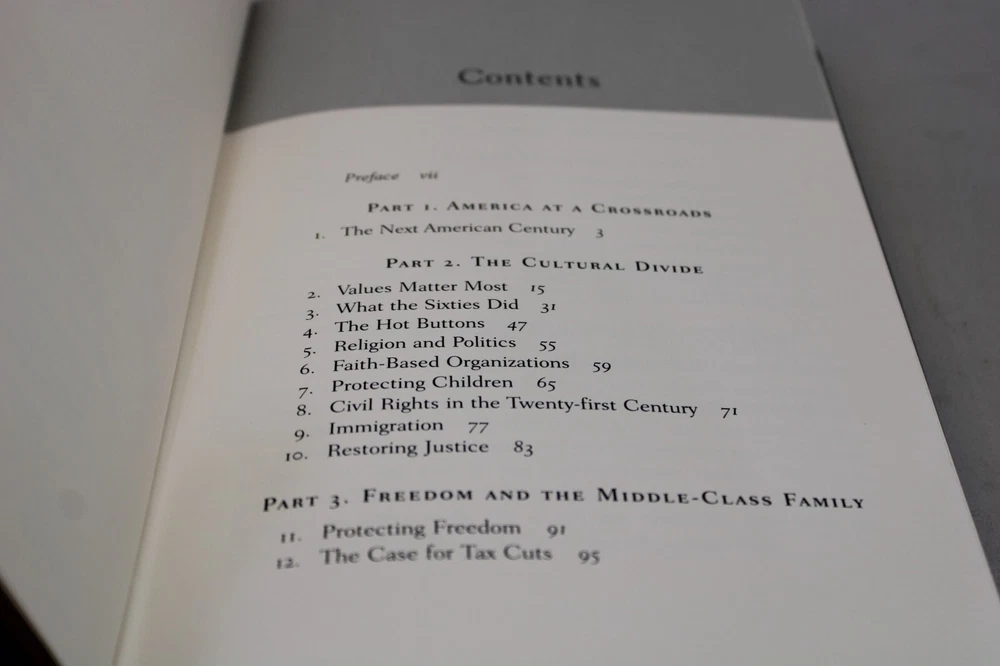 Contents
Preface vii
Part 1. America at a Crossroads
1. The Next American Century 3
Part 2. The Cultural Divide
2. Values Matter Most 15
3. What the Sixties Did 31
4. The Hot Buttons 47
5. Religion and Politics 55
6. Faith-Based Organizations 59
7. Protecting Children 65
8. Civil Rights in the Twenty-first Century 71
9. Immigration 77
10. Restoring Justice 83
Part 3. Freedom and the Middle-Class Family
11. Protecting Freedom 91
12. The Case for Tax Cuts 95